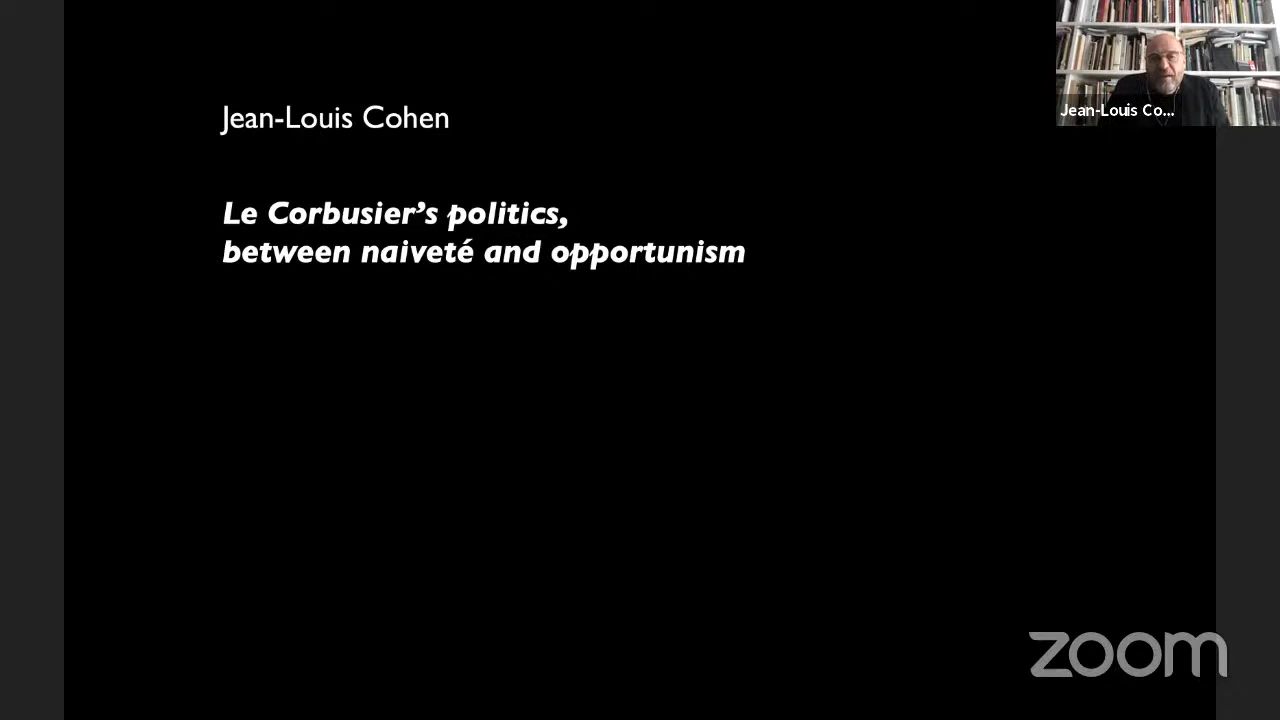 Jean-Louis Cohen
Le Corbusier’s politics,
between naiveté and opportunism
Jean-Louis Co...
zoom